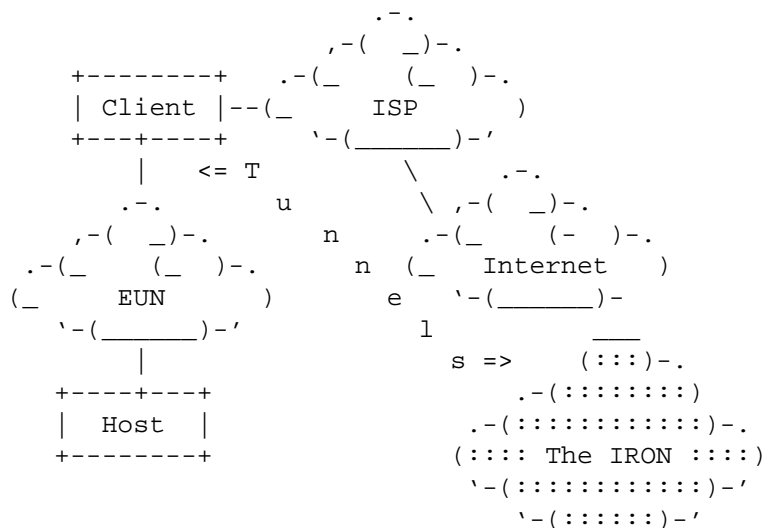 Client ISP
<= T
u
n
n Internet
EUN e
l
s =>
Host
The IRON